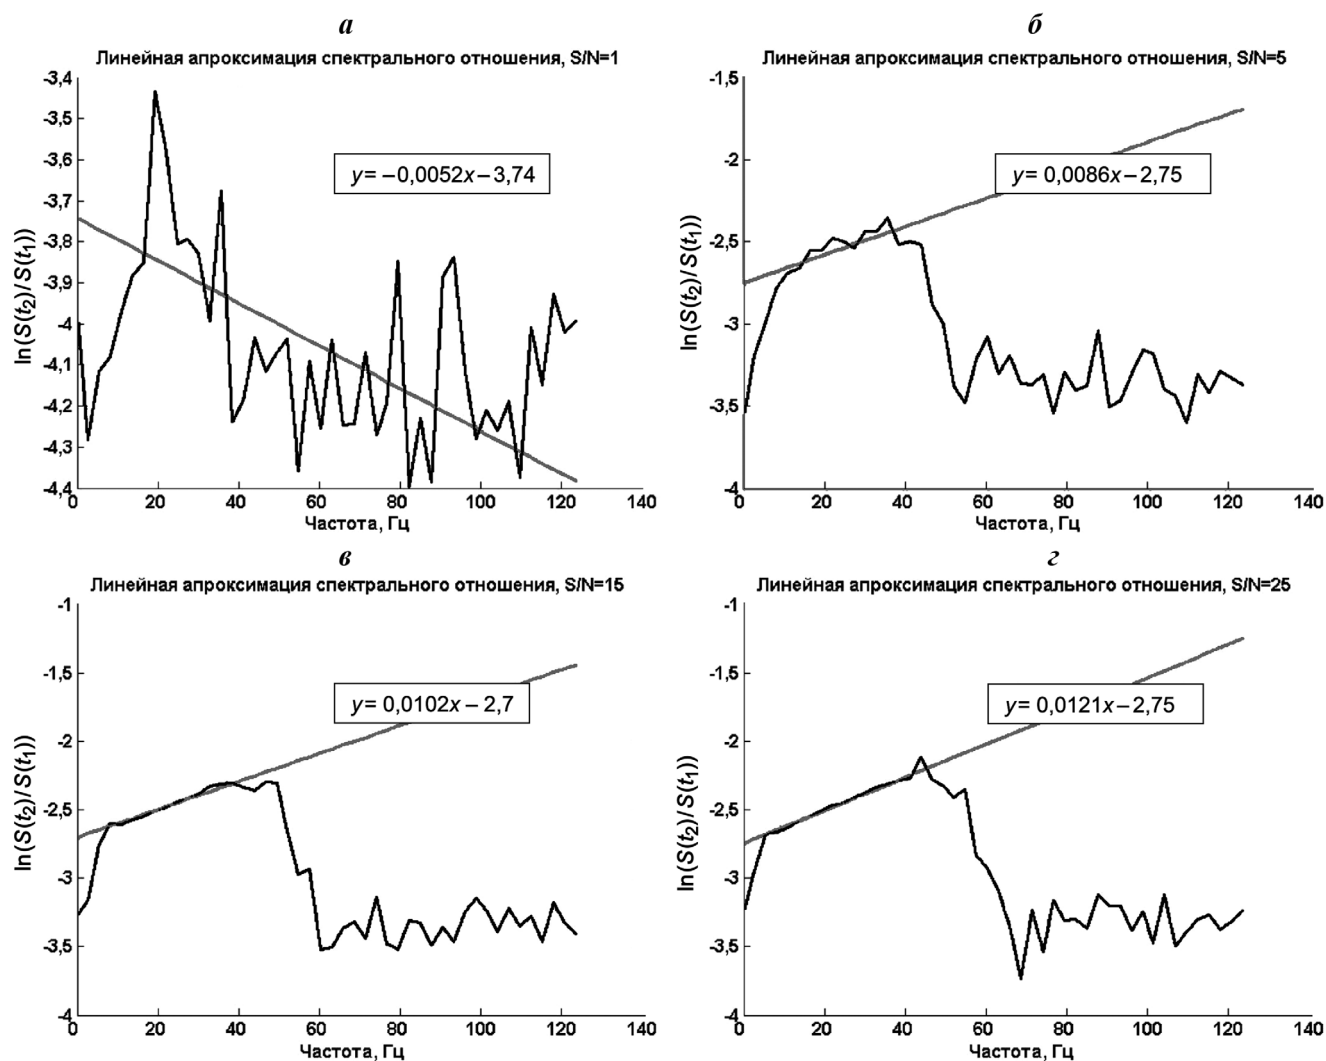 а
Линейная апроксимация спектрального отношения, S/N=1
-3,4
-3,5
-3,6
-3,7
-3,8
-3,9
-4
-4,1
-4,2
-4,3
-4,4
ln(S(t₂)/S(t₁))
y= −0,0052x−3,74
0 20 40 60 80 100 120 140
Частота, Гц
б
Линейная апроксимация спектрального отношения, S/N=5
-1,5
-2
-2,5
-3
-3,5
-4
ln(S(t₂)/S(t₁))
y= 0,0086x−2,75
0 20 40 60 80 100 120 140
Частота, Гц
в
Линейная апроксимация спектрального отношения, S/N=15
-1
-1,5
-2
-2,5
-3
-3,5
-4
ln(S(t₂)/S(t₁))
y= 0,0102x−2,7
0 20 40 60 80 100 120 140
Частота, Гц
г
Линейная апроксимация спектрального отношения, S/N=25
-1
-1,5
-2
-2,5
-3
-3,5
-4
ln(S(t₂)/S(t₁))
y= 0,0121x−2,75
0 20 40 60 80 100 120 140
Частота, Гц